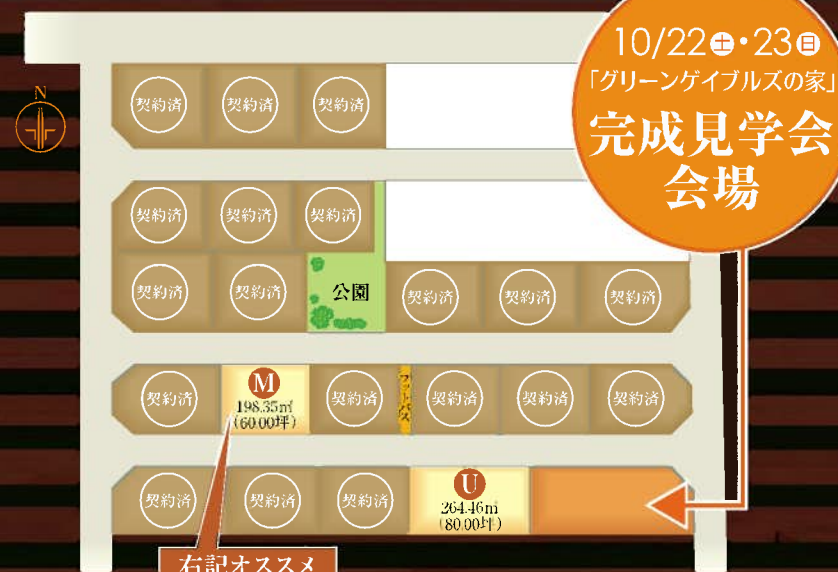 10/22土・23日
「グリーンゲイブルズの家」
完成見学会
会場
N
契約済
契約済
契約済
契約済
契約済
契約済
契約済
契約済
公園
契約済
契約済
契約済
契約済
M
198.35㎡
(60.00坪)
契約済
フットパス
契約済
契約済
契約済
契約済
契約済
契約済
U
264.46㎡
(80.00坪)
右記オススメ